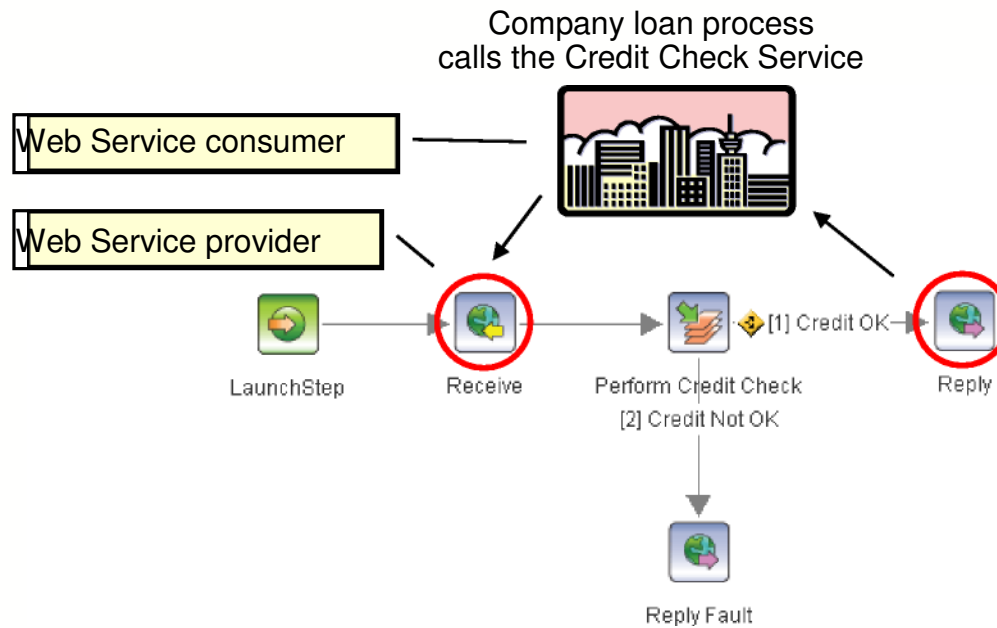 Company loan process
calls the Credit Check Service
Web Service consumer
Web Service provider
[1] Credit OK
LaunchStep
Receive
Perform Credit Check
Reply
[2] Credit Not OK
Reply Fault